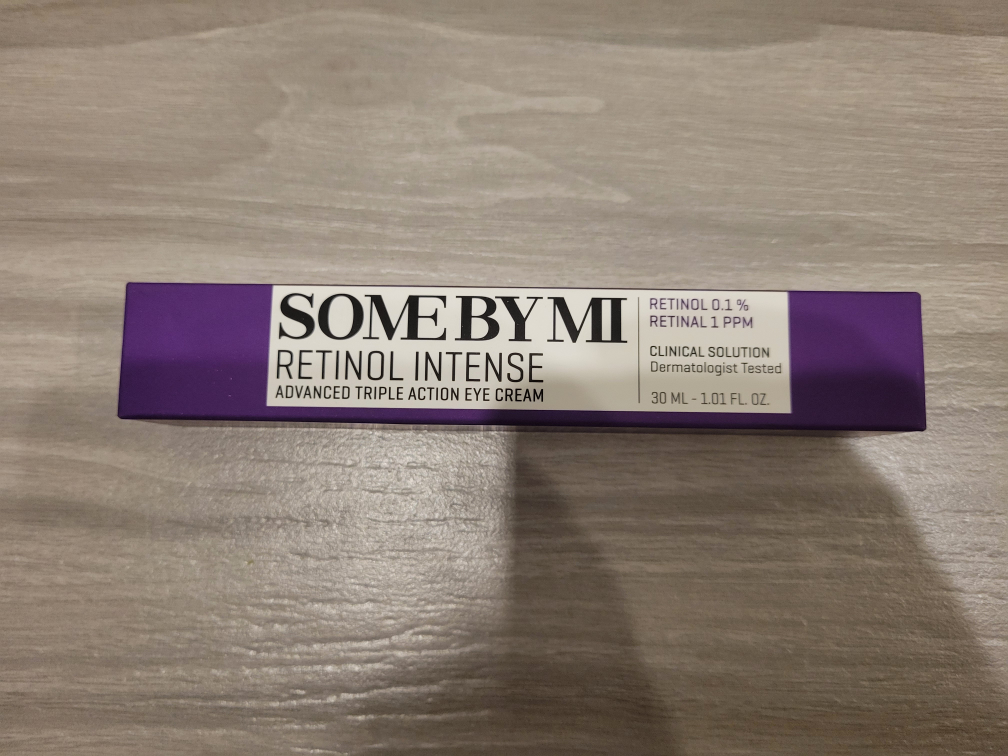 SOME BY MI
RETINOL INTENSE
ADVANCED TRIPLE ACTION EYE CREAM
RETINOL 0.1 %
RETINAL 1 PPM
CLINICAL SOLUTION
Dermatologist Tested
30 ML - 1.01 FL. OZ.